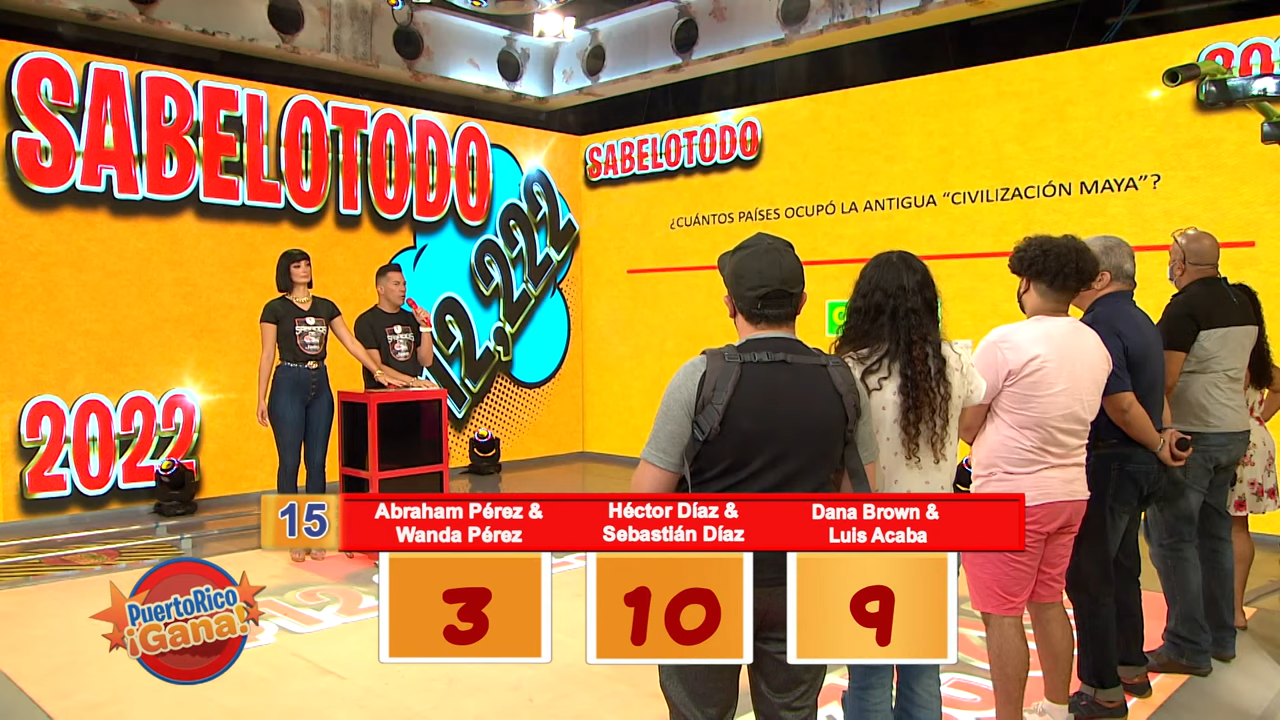 SABELOTODO
12,222
2022
SABELOTODO
¿CUÁNTOS PAÍSES OCUPÓ LA ANTIGUA “CIVILIZACIÓN MAYA”?
15
Abraham Pérez &
Wanda Pérez
Héctor Díaz &
Sebastián Díaz
Dana Brown &
Luis Acaba
3
10
9
PuertoRico
¡Gana!